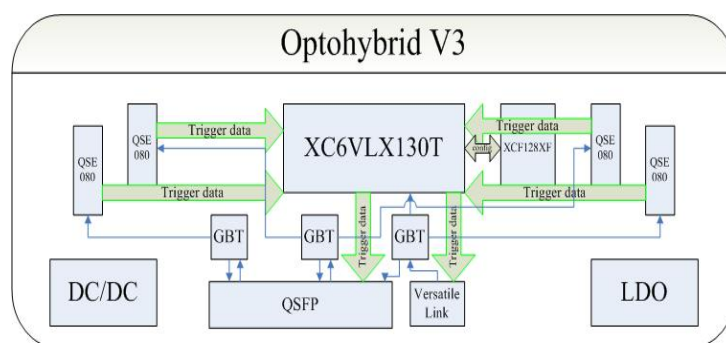 Optohybrid V3
QSE
080
QSE
080
Trigger data
Trigger data
XC6VLX130T
config
XCF128XF
Trigger data
Trigger data
QSE
080
QSE
080
GBT
GBT
Trigger data
GBT
Trigger data
DC/DC
QSFP
Versatile
Link
LDO